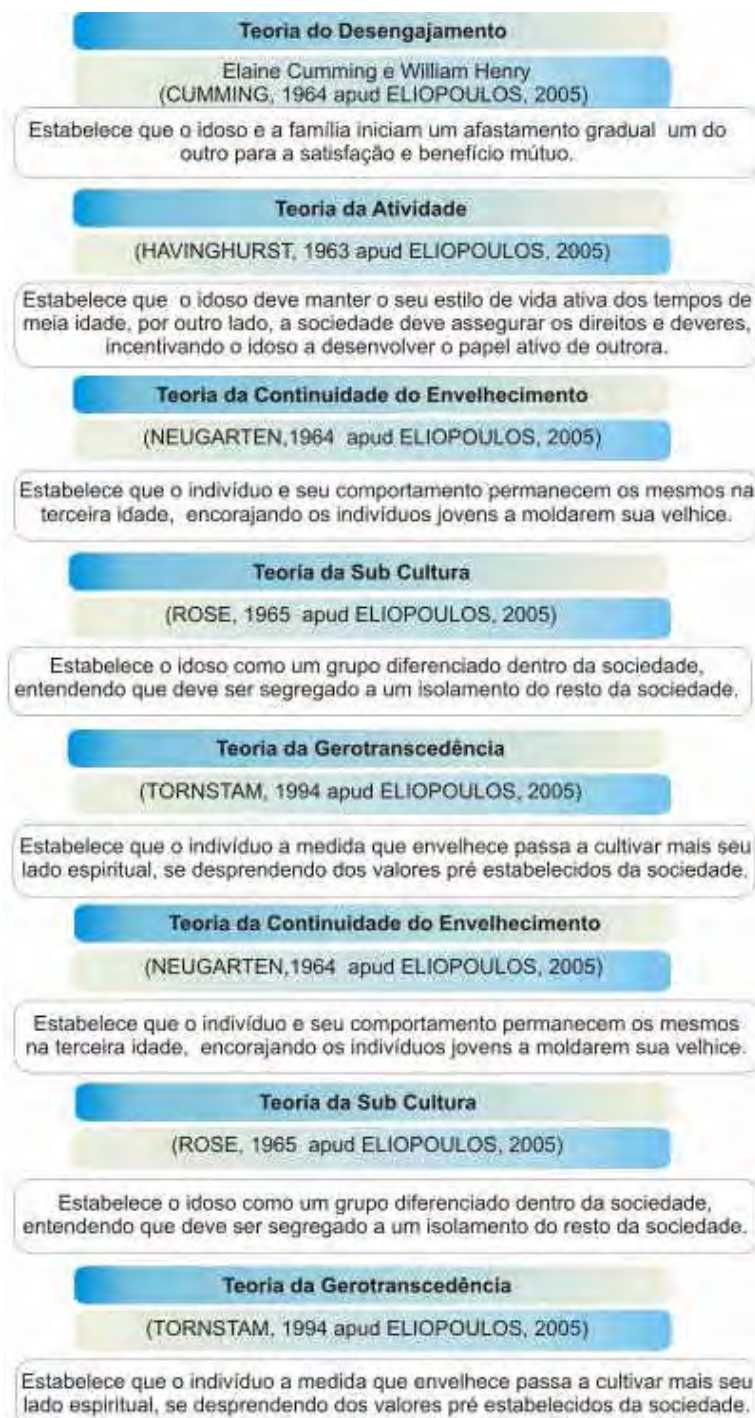 Teoria do Desengajamento
Elaine Cumming e William Henry
(CUMMING, 1964 apud ELIOPOULOS, 2005)
Estabelece que o idoso e a família iniciam um afastamento gradual um do
outro para a satisfação e benefício mútuo.
Teoria da Atividade
(HAVINGHURST, 1963 apud ELIOPOULOS, 2005)
Estabelece que o idoso deve manter o seu estilo de vida ativa dos tempos de
meia idade, por outro lado, a sociedade deve assegurar os direitos e deveres,
incentivando o idoso a desenvolver o papel ativo de outrora.
Teoria da Continuidade do Envelhecimento
(NEUGARTEN,1964 apud ELIOPOULOS, 2005)
Estabelece que o indivíduo e seu comportamento permanecem os mesmos na
terceira idade, encorajando os indivíduos jovens a moldarem sua velhice.
Teoria da Sub Cultura
(ROSE, 1965 apud ELIOPOULOS, 2005)
Estabelece o idoso como um grupo diferenciado dentro da sociedade,
entendendo que deve ser segregado a um isolamento do resto da sociedade.
Teoria da Gerotranscedência
(TORNSTAM, 1994 apud ELIOPOULOS, 2005)
Estabelece que o indivíduo a medida que envelhece passa a cultivar mais seu
lado espiritual, se desprendendo dos valores pré estabelecidos da sociedade.
Teoria da Continuidade do Envelhecimento
(NEUGARTEN,1964 apud ELIOPOULOS, 2005)
Estabelece que o indivíduo e seu comportamento permanecem os mesmos
na terceira idade, encorajando os indivíduos jovens a moldarem sua velhice.
Teoria da Sub Cultura
(ROSE, 1965 apud ELIOPOULOS, 2005)
Estabelece o idoso como um grupo diferenciado dentro da sociedade,
entendendo que deve ser segregado a um isolamento do resto da sociedade.
Teoria da Gerotranscedência
(TORNSTAM, 1994 apud ELIOPOULOS, 2005)
Estabelece que o indivíduo a medida que envelhece passa a cultivar mais seu
lado espiritual, se desprendendo dos valores pré estabelecidos da sociedade.